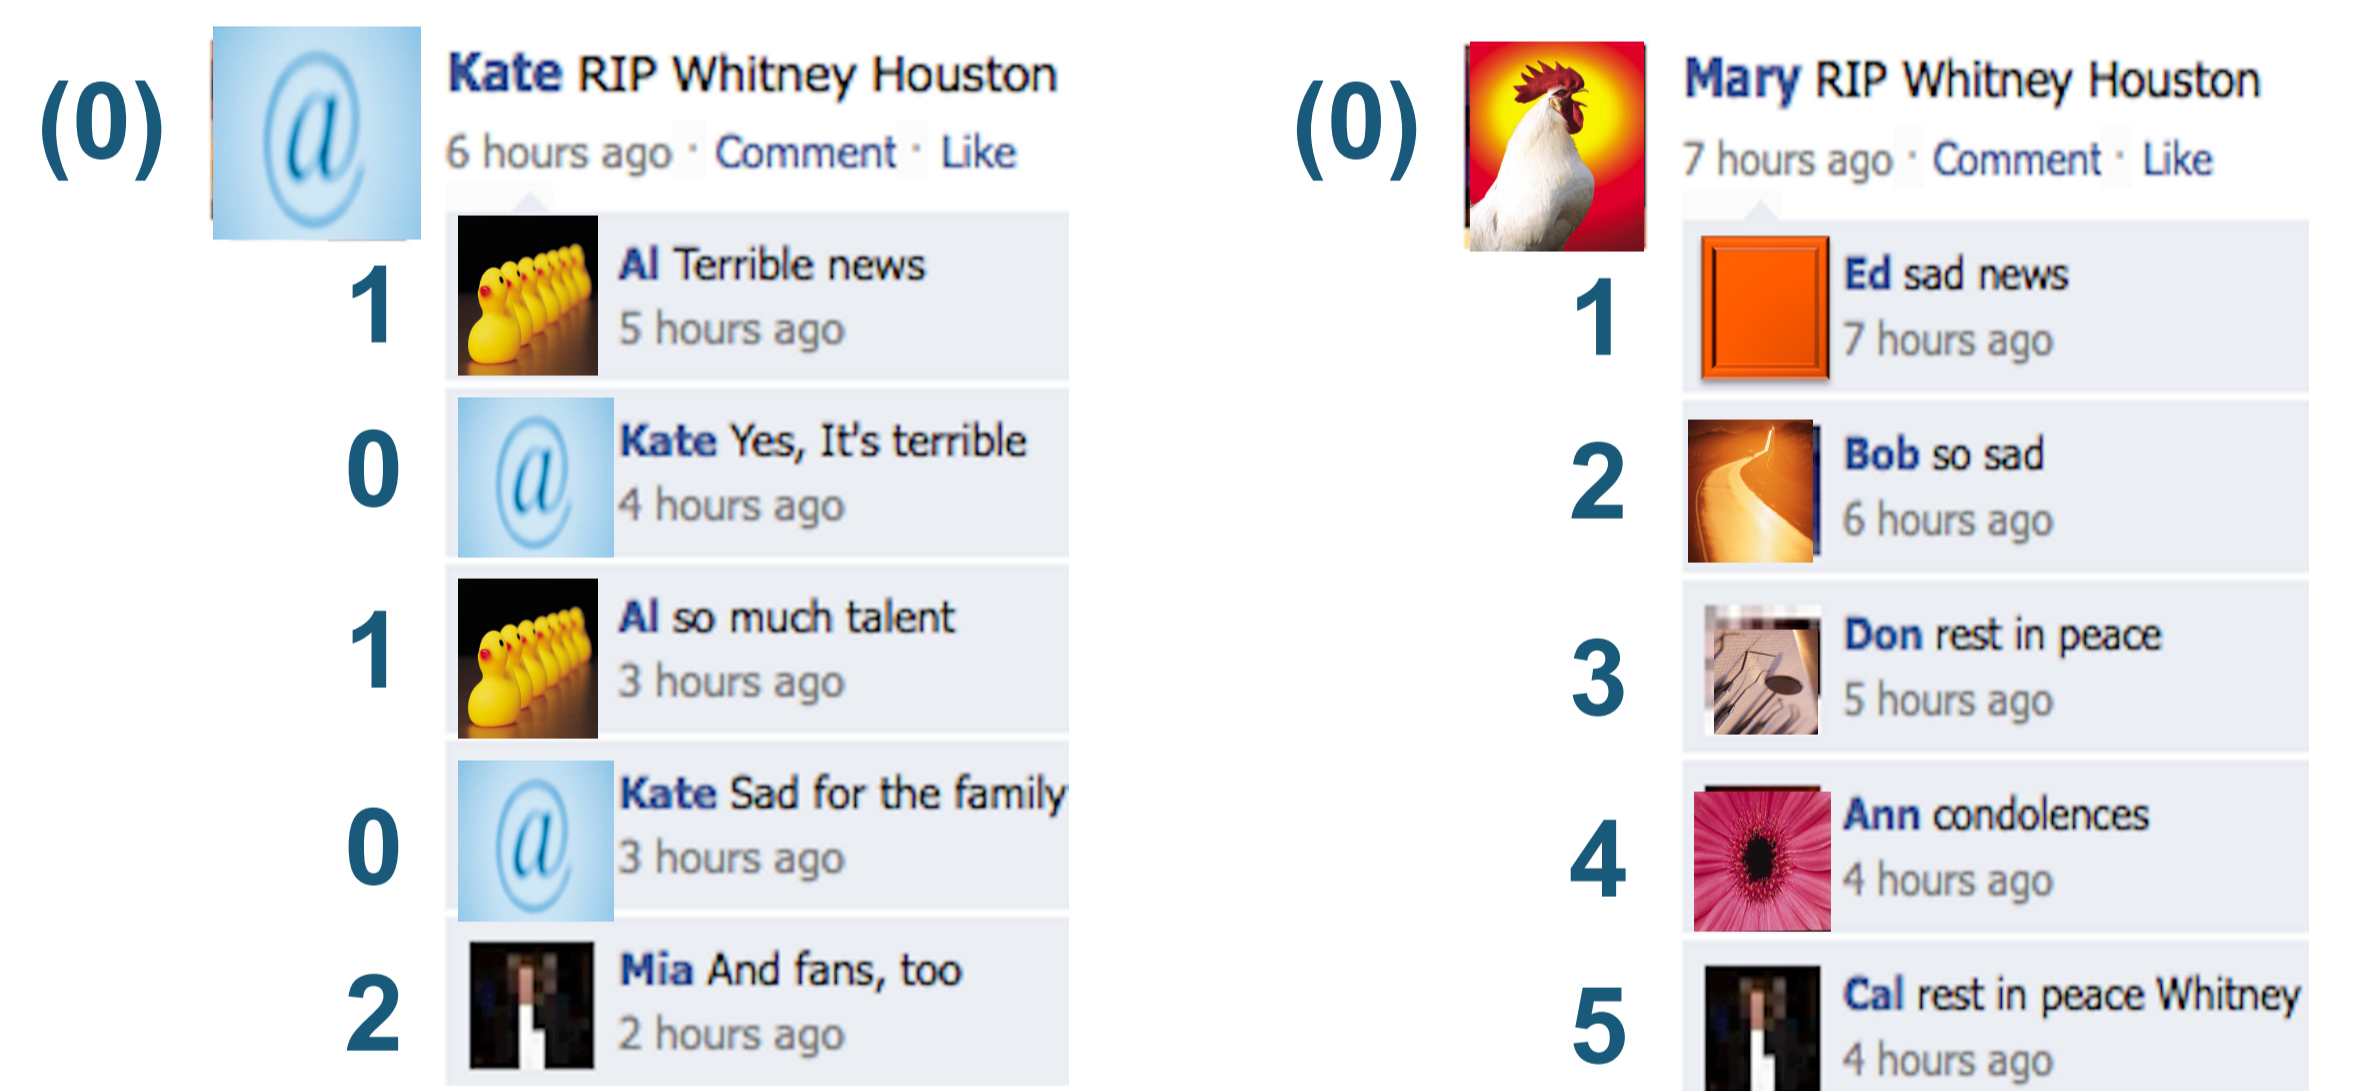 (0)
Kate RIP Whitney Houston
6 hours ago · Comment · Like
1
Al Terrible news
5 hours ago
0
Kate Yes, It's terrible
4 hours ago
1
Al so much talent
3 hours ago
0
Kate Sad for the family
3 hours ago
2
Mia And fans, too
2 hours ago
(0)
Mary RIP Whitney Houston
7 hours ago · Comment · Like
1
Ed sad news
7 hours ago
2
Bob so sad
6 hours ago
3
Don rest in peace
5 hours ago
4
Ann condolences
4 hours ago
5
Cal rest in peace Whitney
4 hours ago
@
@
@